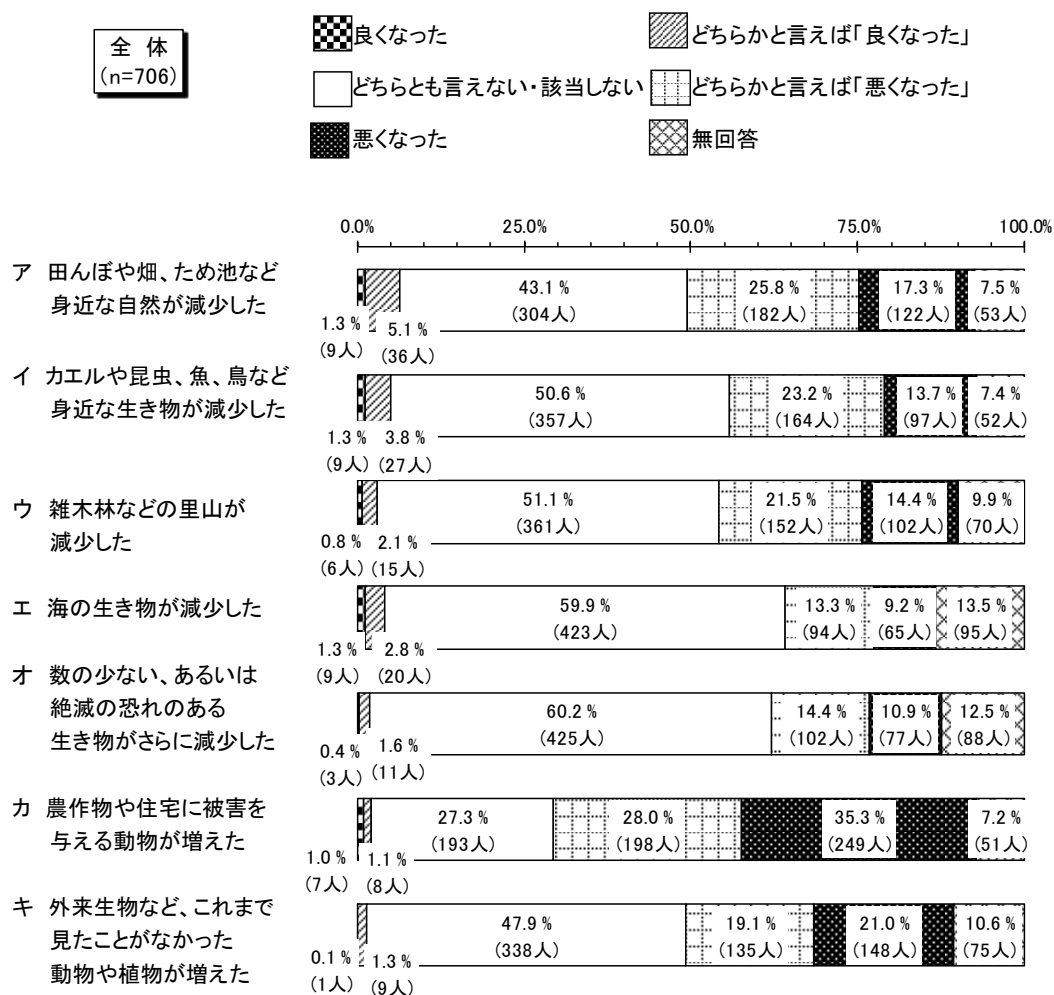 全 体
(n=706)
良くなった
どちらかと言えば「良くなった」
どちらとも言えない・該当しない
どちらかと言えば「悪くなった」
悪くなった
無回答
0.0% 25.0% 50.0% 75.0% 100.0%
ア 田んぼや畑、ため池など
身近な自然が減少した
43.1% 25.8% 17.3% 7.5%
(304人) (182人) (122人) (53人)
1.3% 5.1%
(9人) (36人)
イ カエルや昆虫、魚、鳥など
身近な生き物が減少した
50.6% 23.2% 13.7% 7.4%
(357人) (164人) (97人) (52人)
1.3% 3.8%
(9人) (27人)
ウ 雑木林などの里山が
減少した
51.1% 21.5% 14.4% 9.9%
(361人) (152人) (102人) (70人)
0.8% 2.1%
(6人) (15人)
エ 海の生き物が減少した
59.9% 13.3% 9.2% 13.5%
(423人) (94人) (65人) (95人)
1.3% 2.8%
(9人) (20人)
オ 数の少ない、あるいは
絶滅の恐れのある
生き物がさらに減少した
60.2% 14.4% 10.9% 12.5%
(425人) (102人) (77人) (88人)
0.4% 1.6%
(3人) (11人)
カ 農作物や住宅に被害を
与える動物が増えた
27.3% 28.0% 35.3% 7.2%
(193人) (198人) (249人) (51人)
1.0% 1.1%
(7人) (8人)
キ 外来生物など、これまで
見たことがなかった
動物や植物が増えた
47.9% 19.1% 21.0% 10.6%
(338人) (135人) (148人) (75人)
0.1% 1.3%
(1人) (9人)